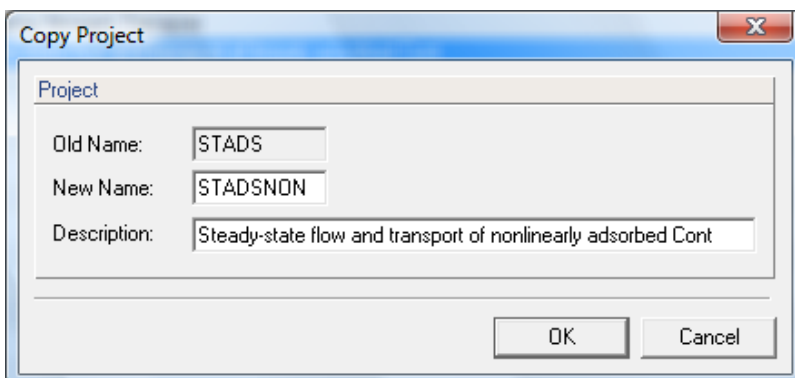 Copy Project
Project
Old Name: STADS
New Name: STADSNON
Description: Steady-state flow and transport of nonlinearly adsorbed Cont
OK Cancel